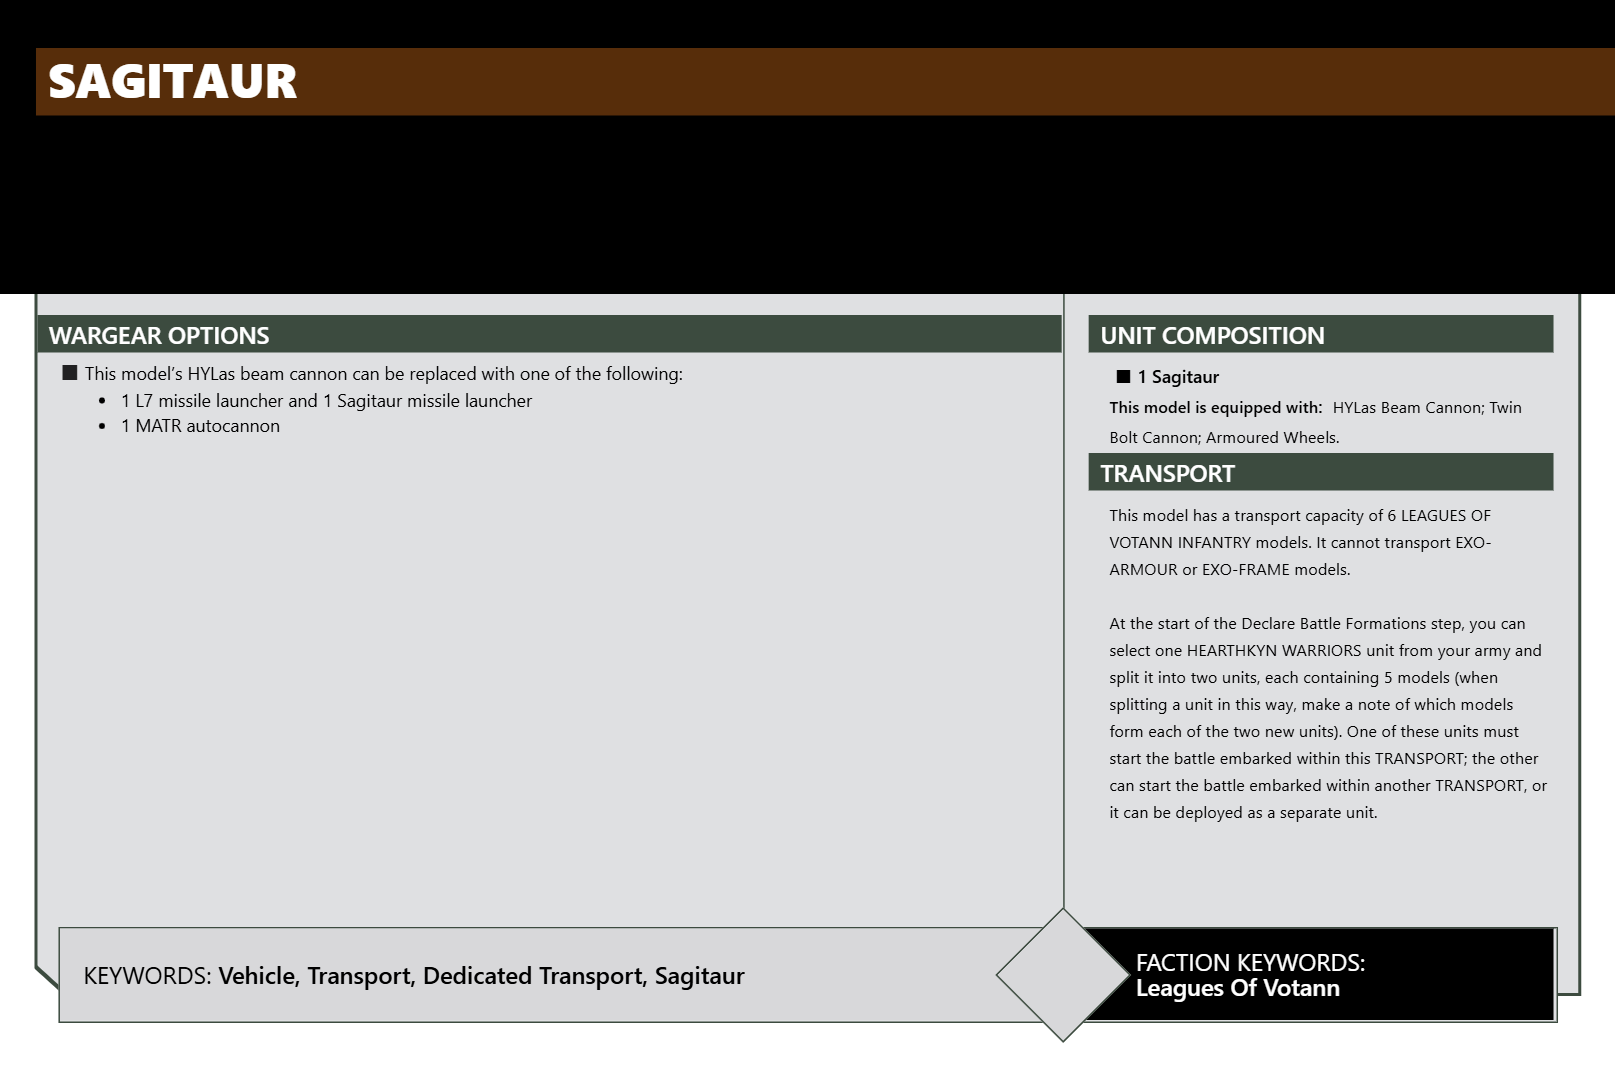 SAGITAUR
WARGEAR OPTIONS
■ This model’s HYLas beam cannon can be replaced with one of the following:
• 1 L7 missile launcher and 1 Sagitaur missile launcher
• 1 MATR autocannon
UNIT COMPOSITION
■ 1 Sagitaur
This model is equipped with: HYLas Beam Cannon; Twin
Bolt Cannon; Armoured Wheels.
TRANSPORT
This model has a transport capacity of 6 LEAGUES OF
VOTANN INFANTRY models. It cannot transport EXO-
ARMOUR or EXO-FRAME models.
At the start of the Declare Battle Formations step, you can
select one HEARTHKYN WARRIORS unit from your army and
split it into two units, each containing 5 models (when
splitting a unit in this way, make a note of which models
form each of the two new units). One of these units must
start the battle embarked within this TRANSPORT; the other
can start the battle embarked within another TRANSPORT, or
it can be deployed as a separate unit.
KEYWORDS: Vehicle, Transport, Dedicated Transport, Sagitaur
FACTION KEYWORDS:
Leagues Of Votann